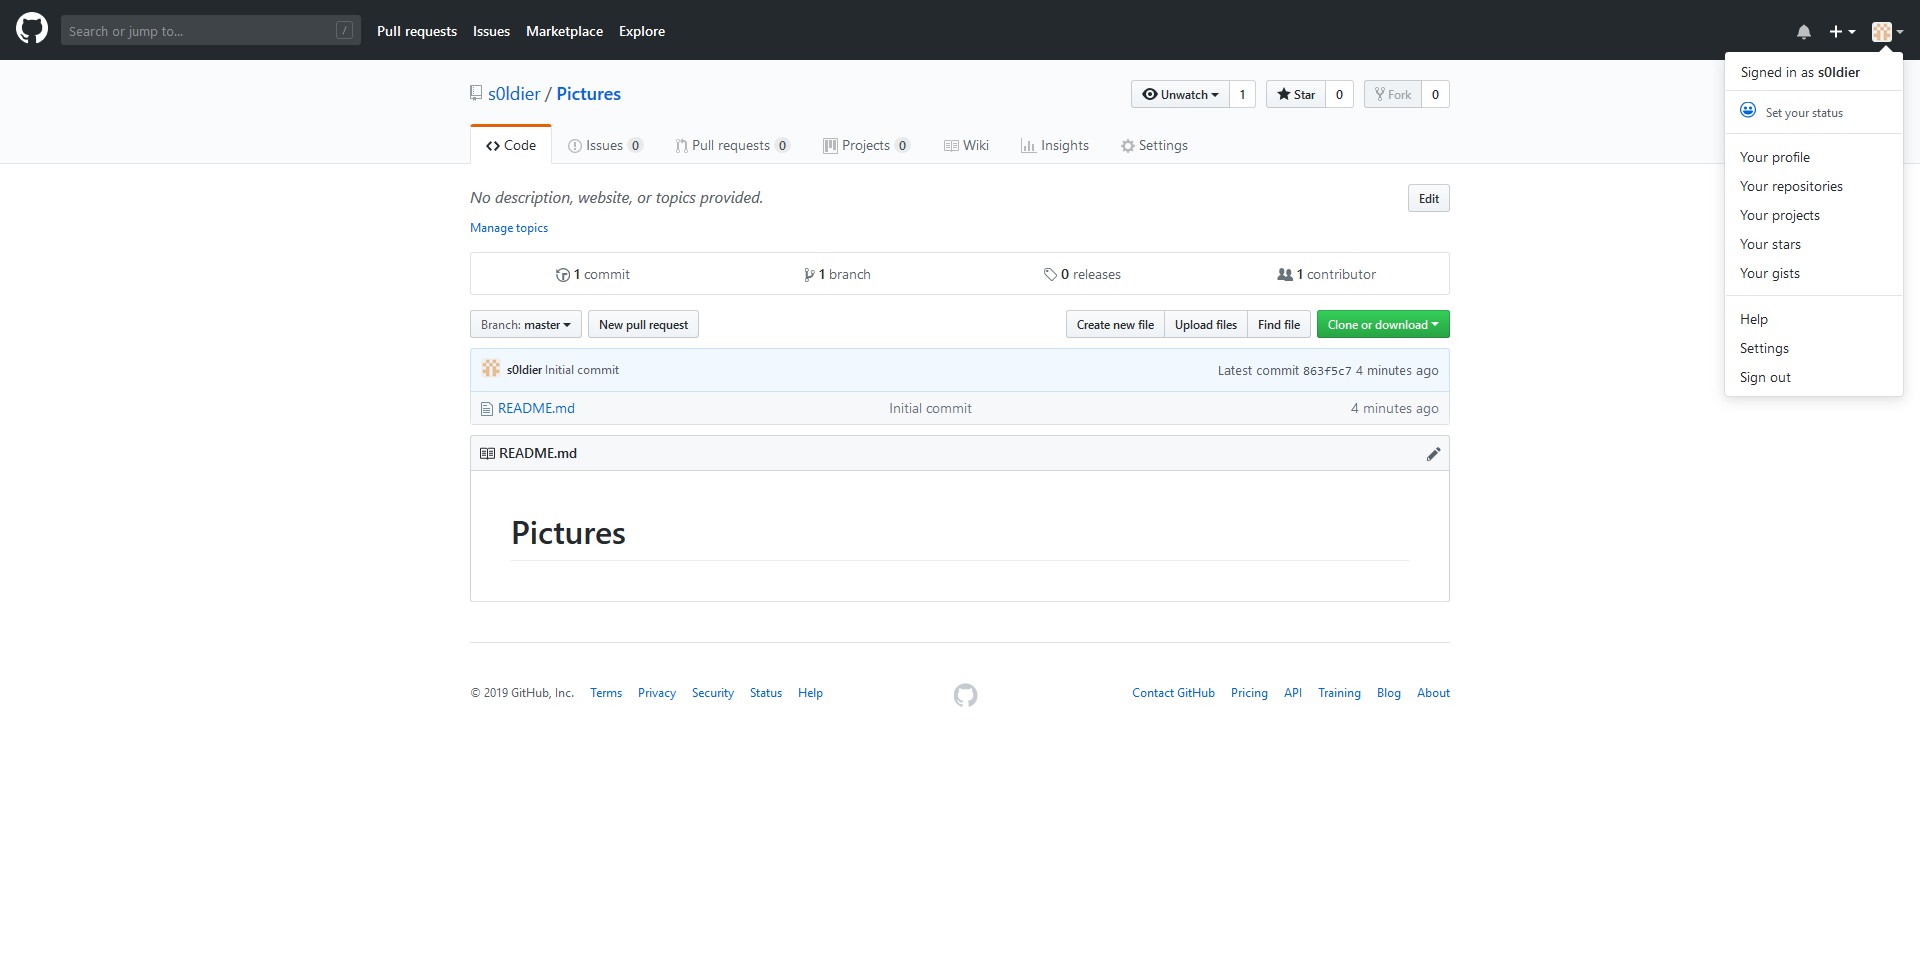 Search or jump to... /
Pull requests Issues Marketplace Explore
Signed in as s0ldier
Set your status
Your profile
Your repositories
Your projects
Your stars
Your gists
Help
Settings
Sign out
s0ldier / Pictures
Unwatch 1 Star 0 Fork 0
Code Issues 0 Pull requests 0 Projects 0 Wiki Insights Settings
No description, website, or topics provided. Edit
Manage topics
1 commit 1 branch 0 releases 1 contributor
Branch: master New pull request Create new file Upload files Find file Clone or download
s0ldier Initial commit Latest commit 863f5c7 4 minutes ago
README.md Initial commit 4 minutes ago
README.md
Pictures
© 2019 GitHub, Inc. Terms Privacy Security Status Help Contact GitHub Pricing API Training Blog About